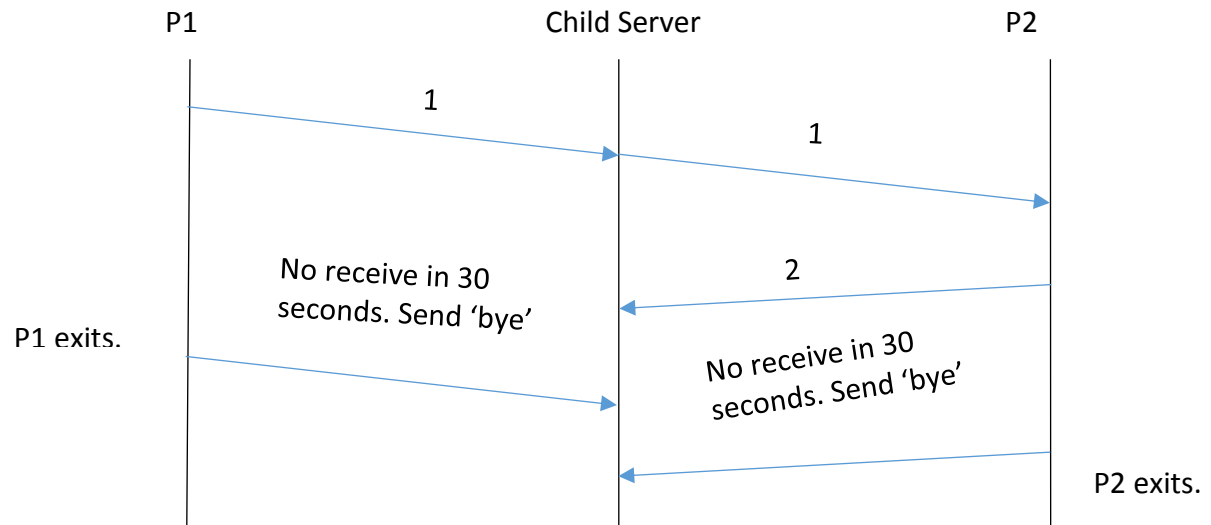 P1
Child Server
P2
1
1
No receive in 30
seconds. Send ‘bye’
2
P1 exits.
No receive in 30
seconds. Send ‘bye’
P2 exits.